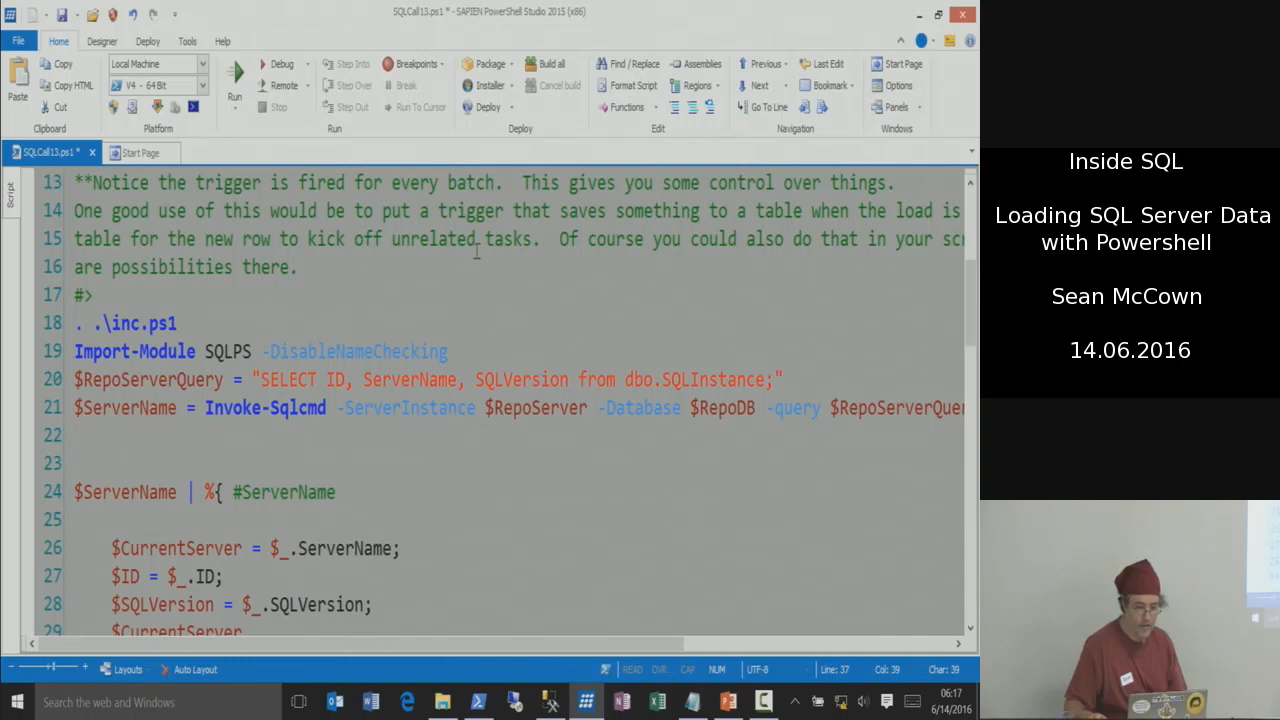 SQLCall13.ps1 * - SAPIEN PowerShell Studio 2015 (x86)
File Home Designer Deploy Tools Help
Paste Copy Copy HTML Cut Clipboard
Local Machine V4 - 64 Bit Platform
Run Debug Remote Stop Step Into Step Over Step Out Breakpoints Break Run To Cursor Run
Package Installer Deploy Build all Cancel build Deploy
Find / Replace Format Script Functions Assemblies Regions Edit
Previous Next Go To Line Last Edit Bookmark Navigation
Start Page Options Panels Windows
SQLCall13.ps1 * Start Page
Script
13 **Notice the trigger is fired for every batch.  This gives you some control over things.
14 One good use of this would be to put a trigger that saves something to a table when the load is
15 table for the new row to kick off unrelated tasks.  Of course you could also do that in your scr
16 are possibilities there.
17 #>
18 . .\inc.ps1
19 Import-Module SQLPS -DisableNameChecking
20 $RepoServerQuery = "SELECT ID, ServerName, SQLVersion from dbo.SQLInstance;"
21 $ServerName = Invoke-Sqlcmd -ServerInstance $RepoServer -Database $RepoDB -query $RepoServerQuer
22
23
24 $ServerName | %{ #ServerName
25
26 $CurrentServer = $_.ServerName;
27 $ID = $_.ID;
28 $SQLVersion = $_.SQLVersion;
29 $CurrentServer
Layouts Auto Layout READ OVR CAP NUM UTF-8 Line: 37 Col: 39 Char: 39
Search the web and Windows
06:17
6/14/2016
Inside SQL
Loading SQL Server Data
with Powershell
Sean McCown
14.06.2016